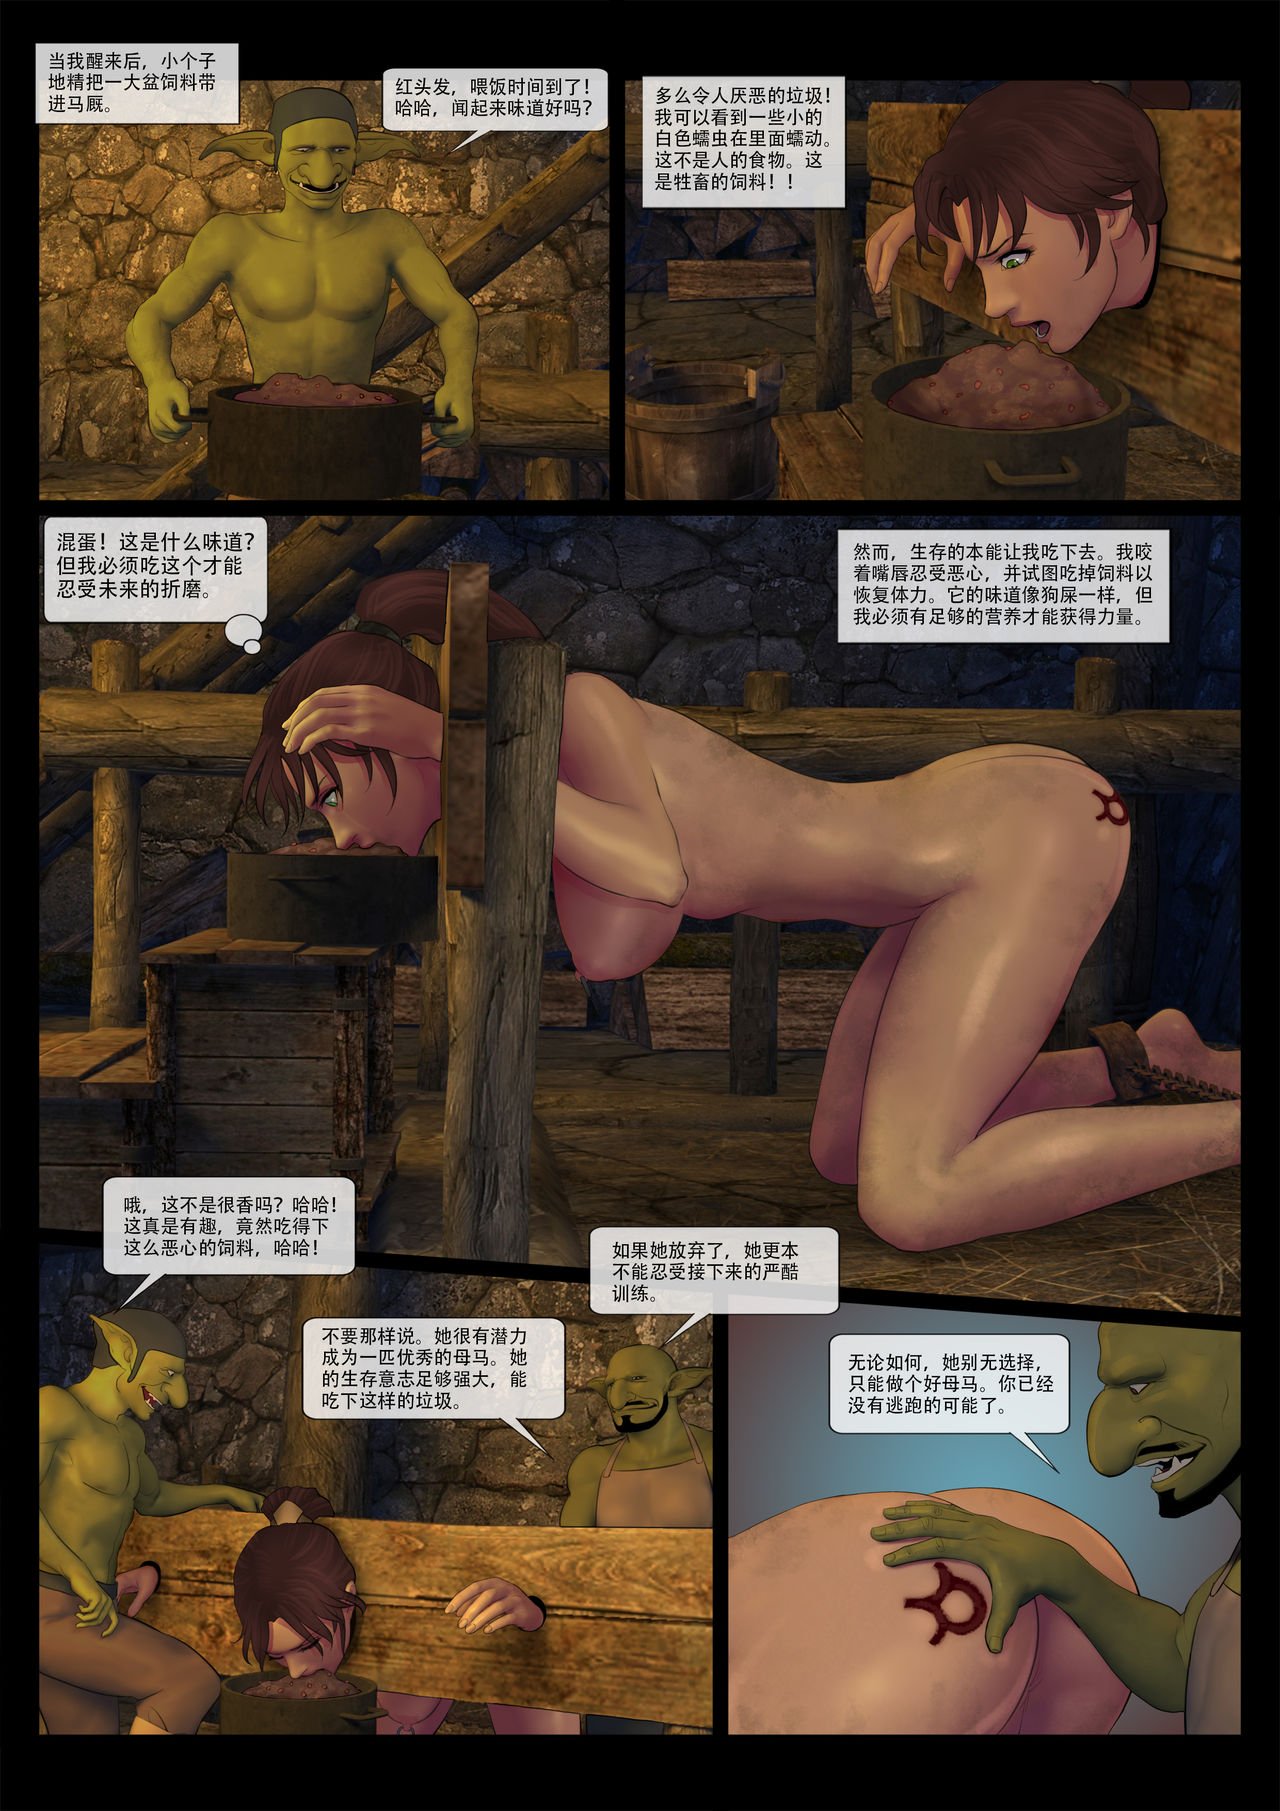 当我醒来后，小个子
地精把一大盆饲料带
进马厩。
红头发，喂饭时间到了！
哈哈，闻起来味道好吗？
多么令人厌恶的垃圾！
我可以看到一些小的
白色蠕虫在里面蠕动。
这不是人的食物。这
是牲畜的饲料！！
混蛋！这是什么味道？
但我必须吃这个才能
忍受未来的折磨。
然而，生存的本能让我吃下去。我咬
着嘴唇忍受恶心，并试图吃掉饲料以
恢复体力。它的味道像狗屎一样，但
我必须有足够的营养才能获得力量。
哦，这不是很香吗？哈哈！
这真是有趣，竟然吃得下
这么恶心的饲料，哈哈！
不要那样说。她很有潜力
成为一匹优秀的母马。她
的生存意志足够强大，能
吃下这样的垃圾。
如果她放弃了，她更本
不能忍受接下来的严酷
训练。
无论如何，她别无选择，
只能做个好母马。你已经
没有逃跑的可能了。